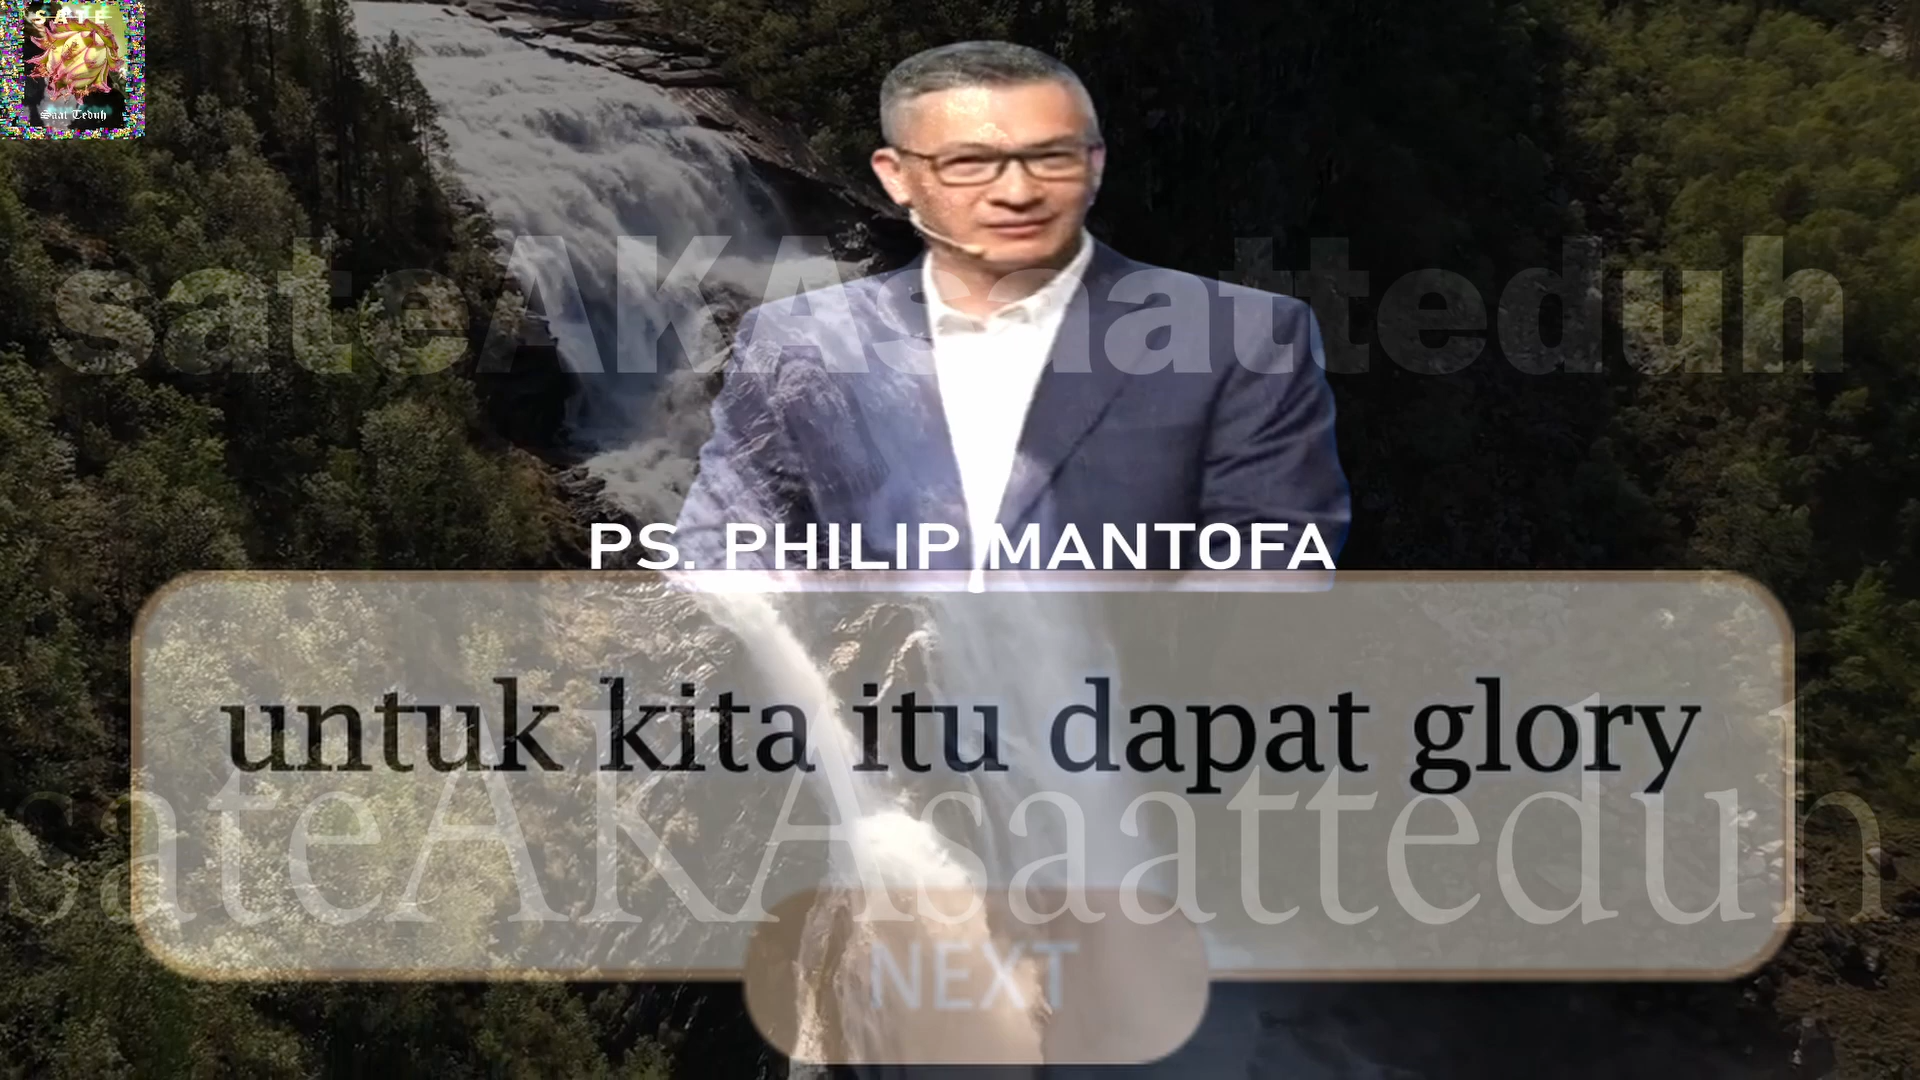 SATE
Saat Teduh
sateAKAsaatteduh
PS. PHILIP MANTOFA
untuk kita itu dapat glory
sateAKAsaatteduh
NEXT